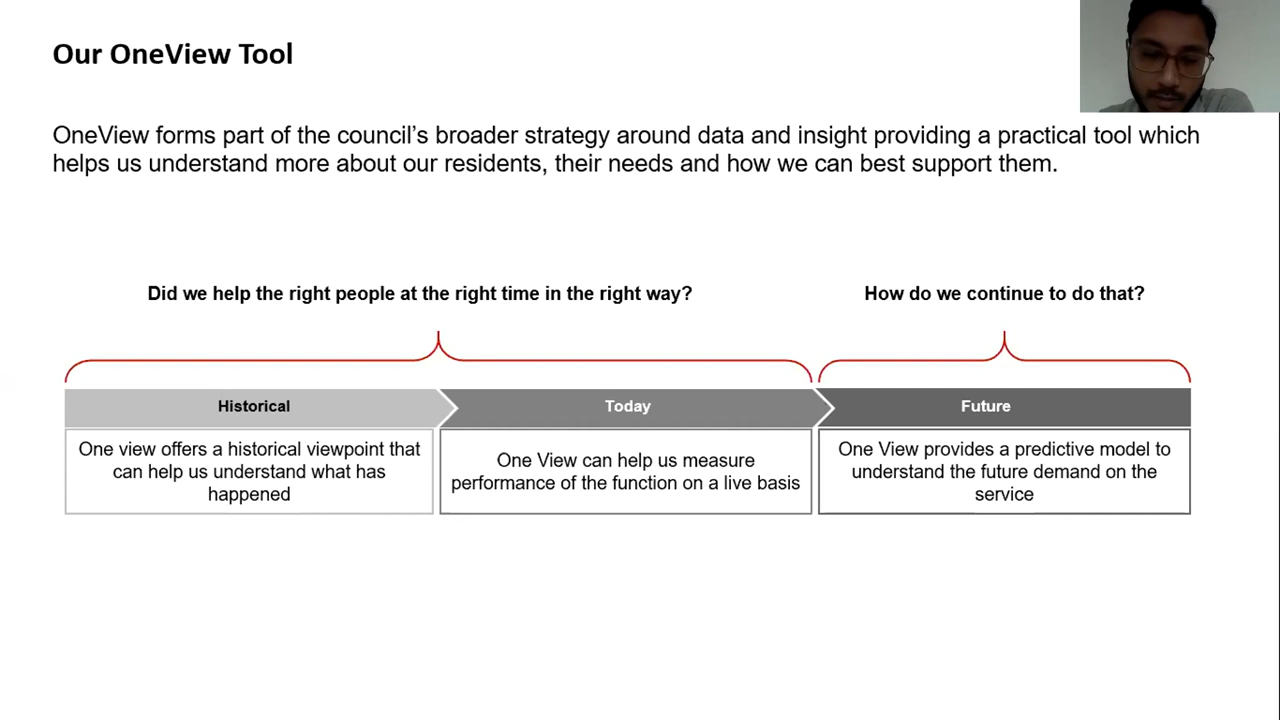 Our OneView Tool
OneView forms part of the council’s broader strategy around data and insight providing a practical tool which
helps us understand more about our residents, their needs and how we can best support them.
Did we help the right people at the right time in the right way?
How do we continue to do that?
Historical
Today
Future
One view offers a historical viewpoint that
can help us understand what has
happened
One View can help us measure
performance of the function on a live basis
One View provides a predictive model to
understand the future demand on the
service